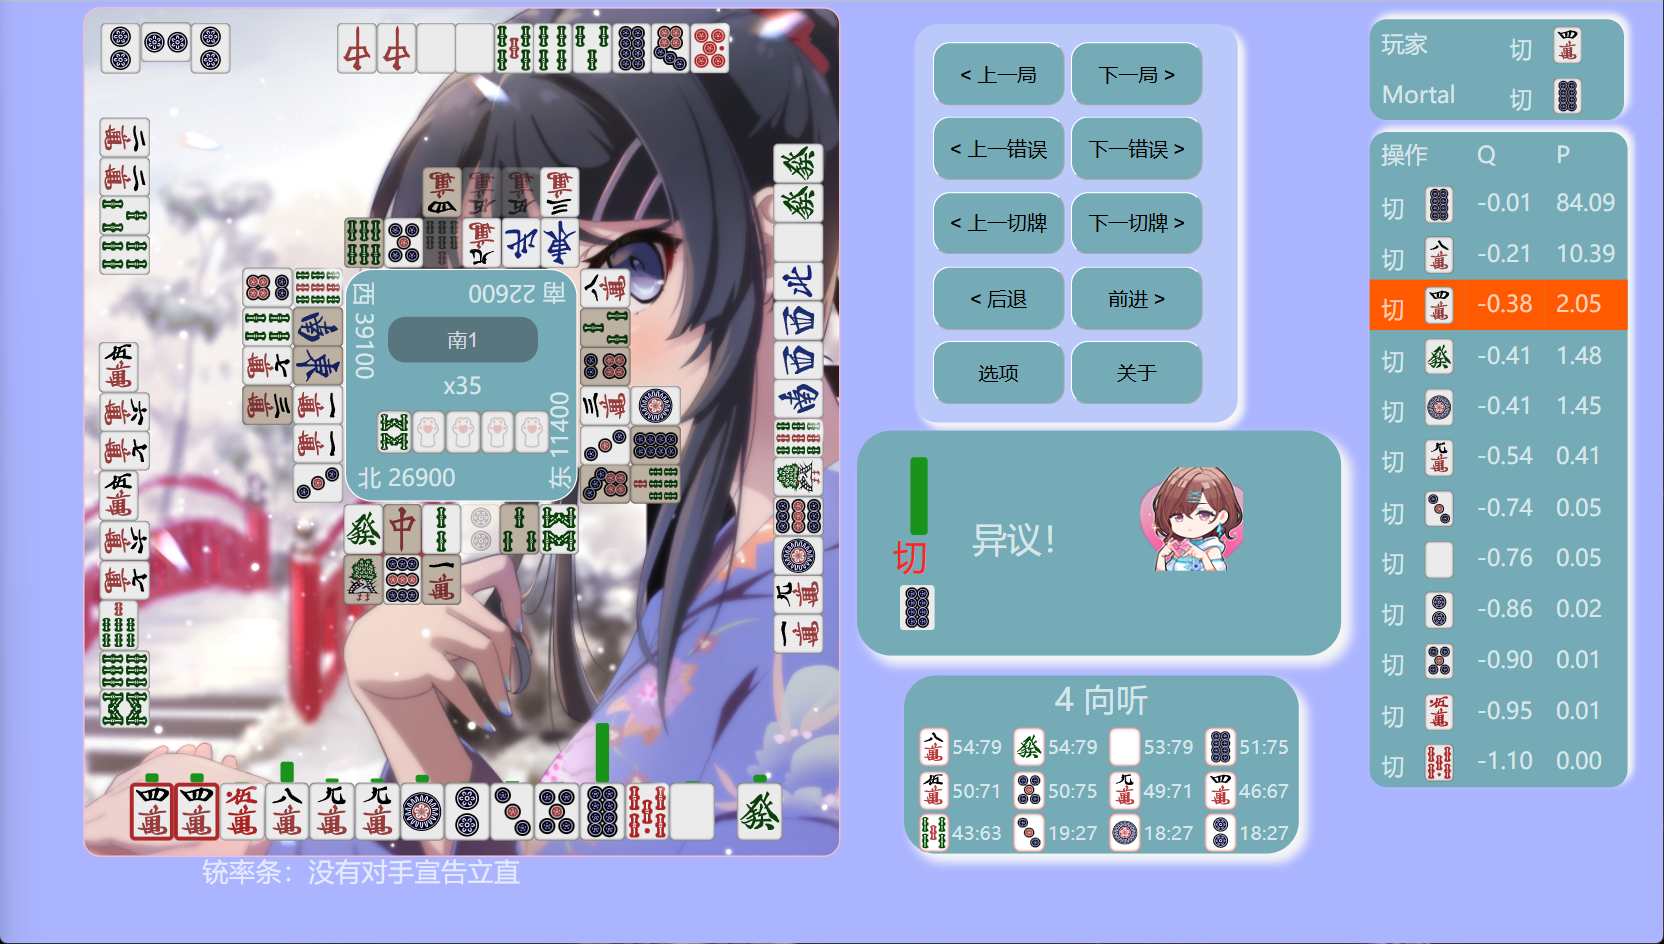 南1
x35
南 22600
西 39100
东 11400
北 26900
铳率条：没有对手宣告立直
< 上一局
下一局 >
< 上一错误
下一错误 >
< 上一切牌
下一切牌 >
< 后退
前进 >
选项
关于
切
异议！
4 向听
54:79 54:79 53:79 51:75
50:71 50:75 49:71 46:67
43:63 19:27 18:27 18:27
玩家 切
Mortal 切
操作 Q P
切 -0.01 84.09
切 -0.21 10.39
切 -0.38 2.05
切 -0.41 1.48
切 -0.41 1.45
切 -0.54 0.41
切 -0.74 0.05
切 -0.76 0.05
切 -0.86 0.02
切 -0.90 0.01
切 -0.95 0.01
切 -1.10 0.00